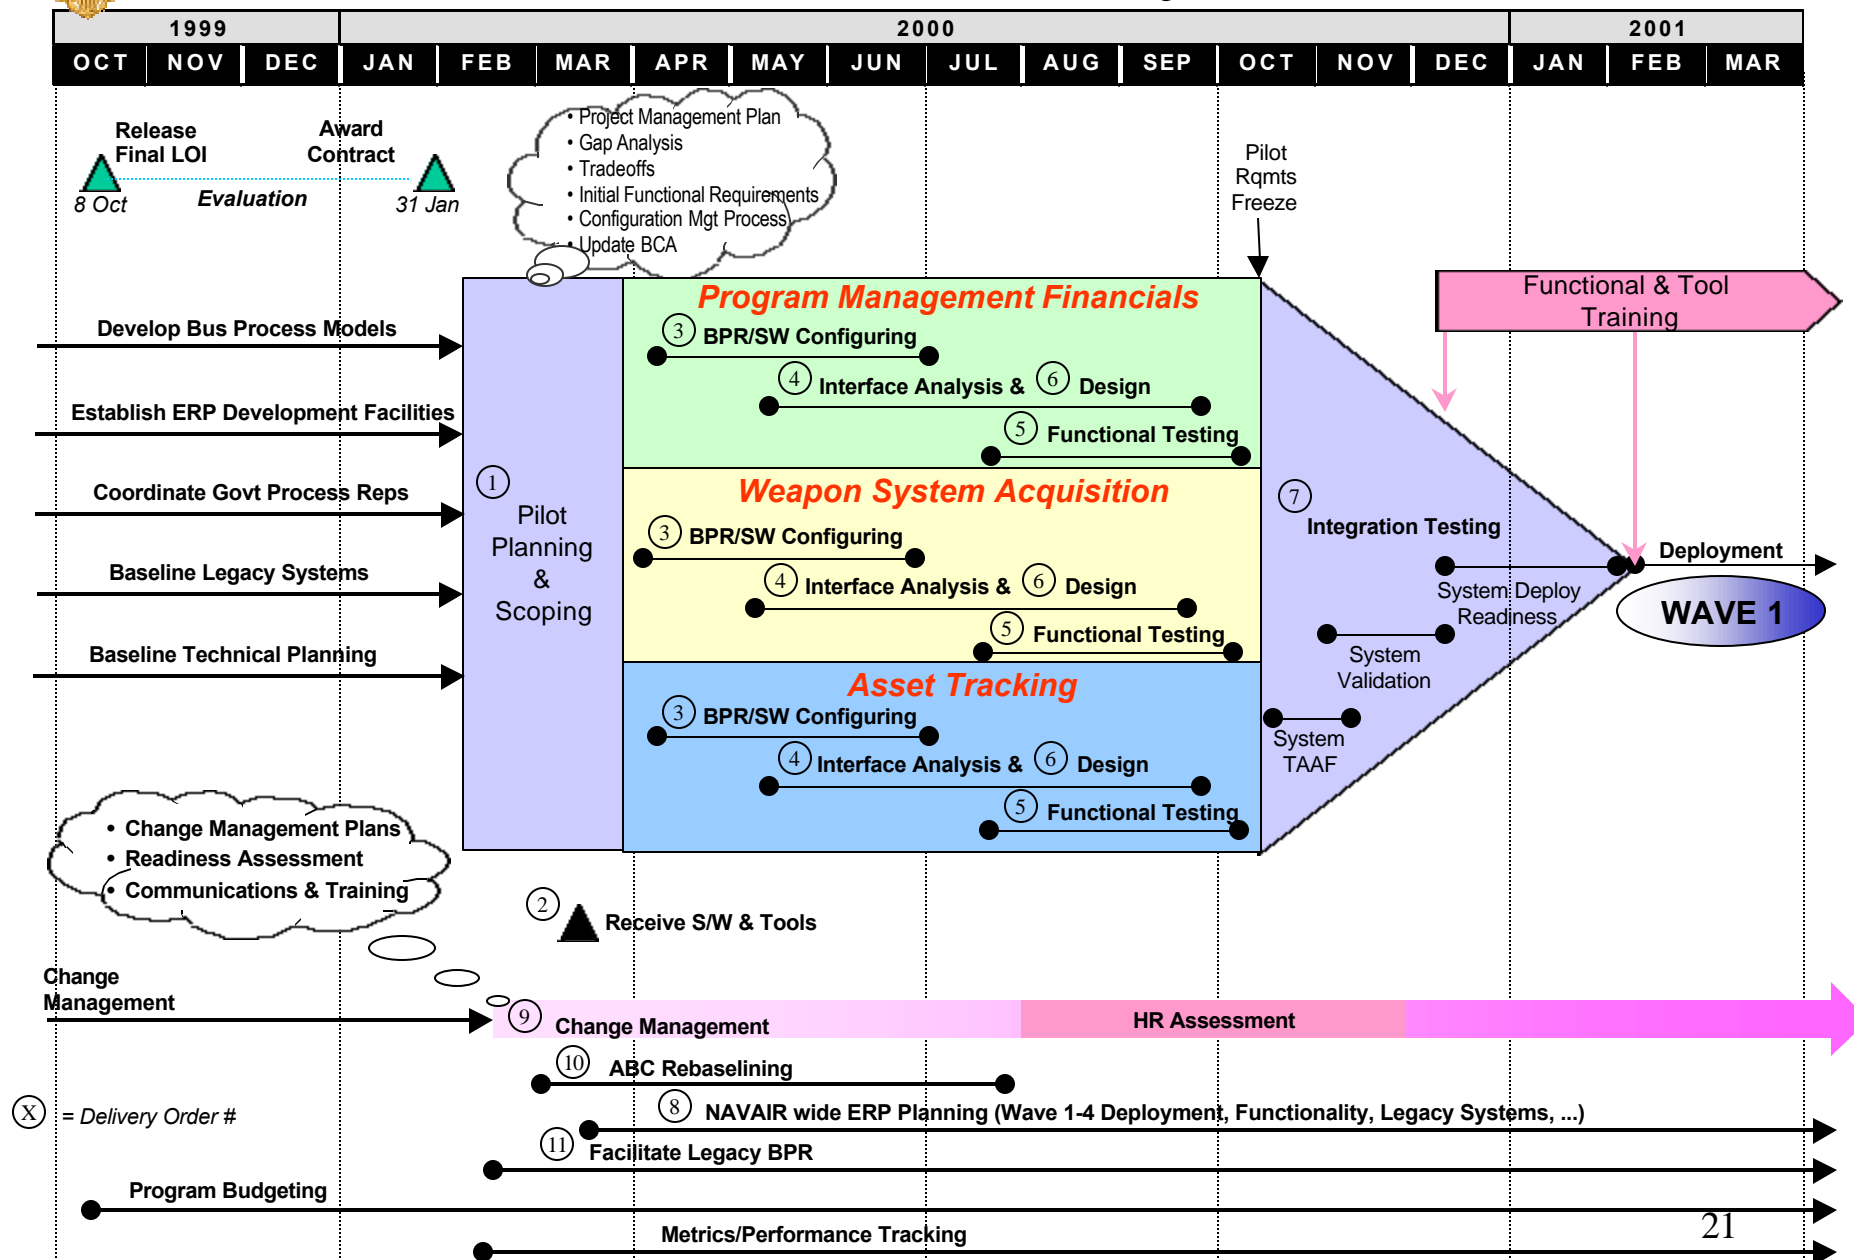 1999
2000
2001
OCT NOV DEC JAN FEB MAR APR MAY JUN JUL AUG SEP OCT NOV DEC JAN FEB MAR
Release
Final LOI
8 Oct
Evaluation
Award
Contract
31 Jan
• Project Management Plan
• Gap Analysis
• Tradeoffs
• Initial Functional Requirements
• Configuration Mgt Process
• Update BCA
Pilot
Rqmts
Freeze
Functional & Tool
Training
Develop Bus Process Models
Establish ERP Development Facilities
Coordinate Govt Process Reps
Baseline Legacy Systems
Baseline Technical Planning
1
Pilot
Planning
&
Scoping
Program Management Financials
3 BPR/SW Configuring
4 Interface Analysis & 6 Design
5 Functional Testing
Weapon System Acquisition
3 BPR/SW Configuring
4 Interface Analysis & 6 Design
5 Functional Testing
Asset Tracking
3 BPR/SW Configuring
4 Interface Analysis & 6 Design
5 Functional Testing
7
Integration Testing
System Deploy
Readiness
System
Validation
System
TAAF
Deployment
WAVE 1
• Change Management Plans
• Readiness Assessment
• Communications & Training
2 Receive S/W & Tools
Change
Management
9 Change Management
HR Assessment
10 ABC Rebaselining
X = Delivery Order #
8 NAVAIR wide ERP Planning (Wave 1-4 Deployment, Functionality, Legacy Systems, ...)
11 Facilitate Legacy BPR
Program Budgeting
Metrics/Performance Tracking
21